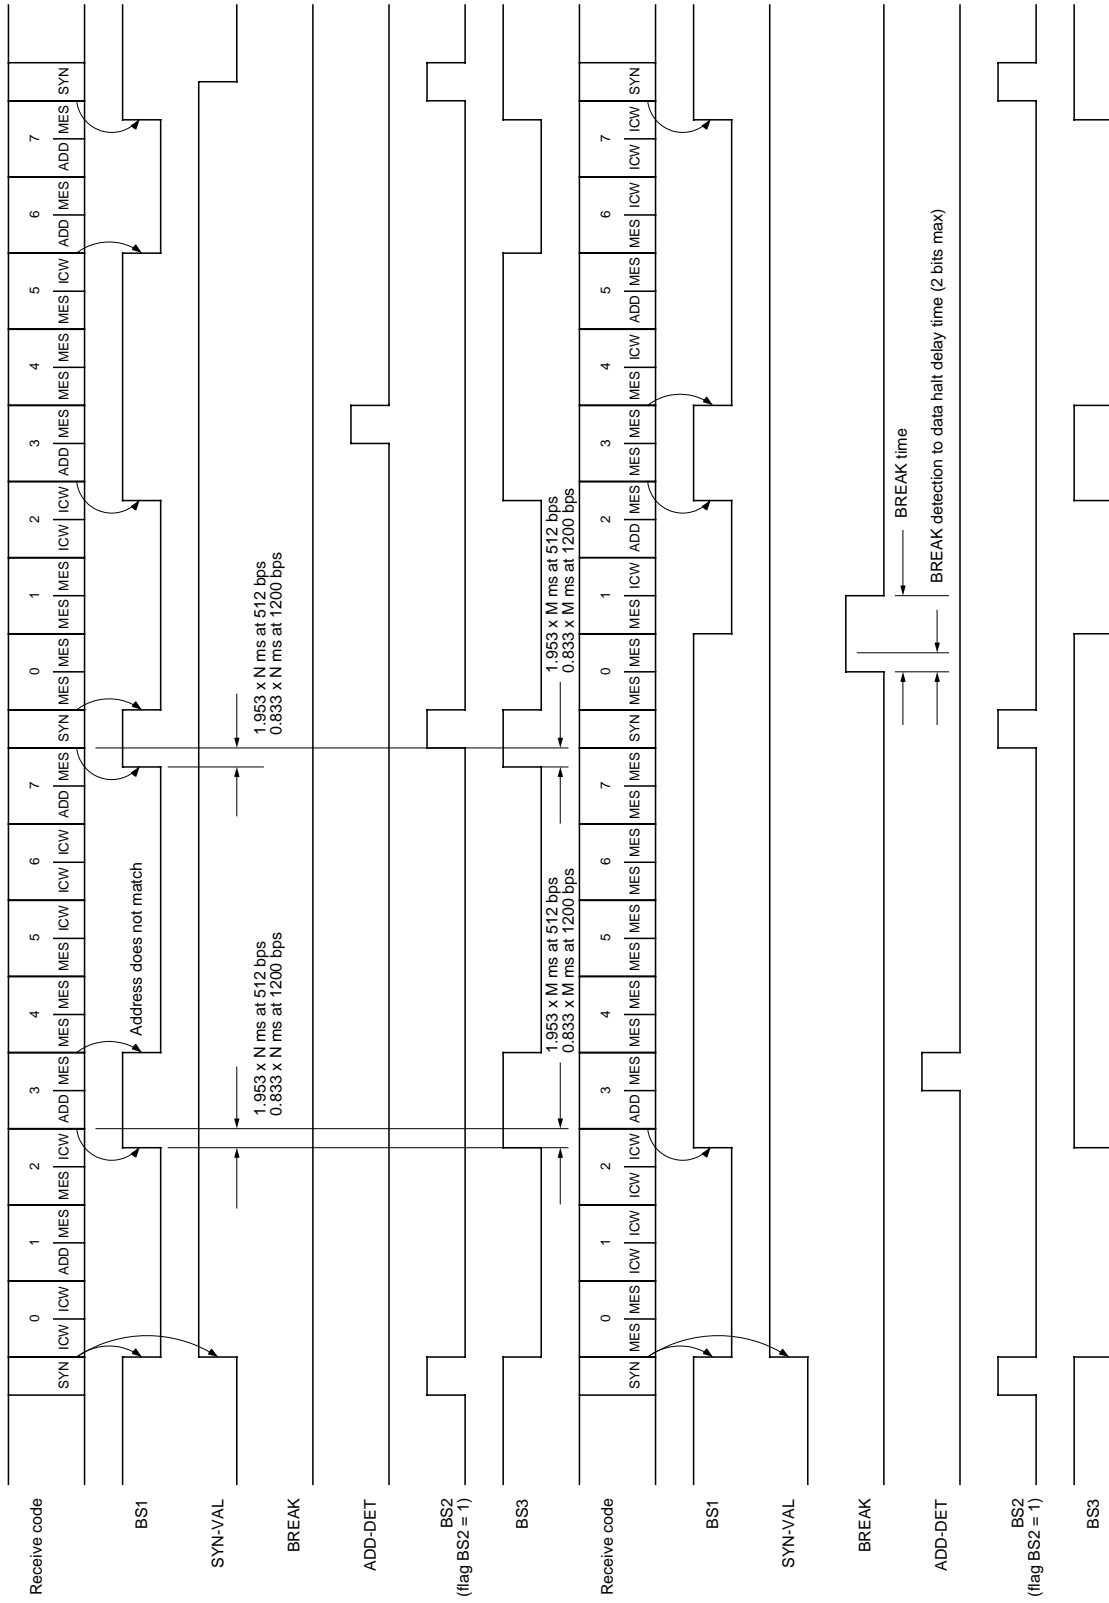 Receive code
0 1 2 3 4 5 6 7 0 1 2 3 4 5 6 7
SYN ICW ICW ADD MES MES ICW ADD MES MES MES MES ICW ICW ICW ADD MES SYN MES MES MES MES ICW ICW ADD MES MES MES MES ICW ADD MES ADD MES SYN
BS1
Address does not match
SYN-VAL
1.953 x N ms at 512 bps
0.833 x N ms at 1200 bps
1.953 x N ms at 512 bps
0.833 x N ms at 1200 bps
BREAK
ADD-DET
BS2
(flag BS2 = 1)
BS3
1.953 x M ms at 512 bps
0.833 x M ms at 1200 bps
1.953 x M ms at 512 bps
0.833 x M ms at 1200 bps
Receive code
0 1 2 3 4 5 6 7 0 1 2 3 4 5 6 7
SYN MES MES ICW ICW ICW ICW ADD MES MES MES MES MES MES MES MES MES SYN MES MES MES ICW ADD MES MES MES MES ICW ADD MES MES ICW ICW ICW SYN
BS1
SYN-VAL
BREAK
BREAK time
ADD-DET
BREAK detection to data halt delay time (2 bits max)
BS2
(flag BS2 = 1)
BS3